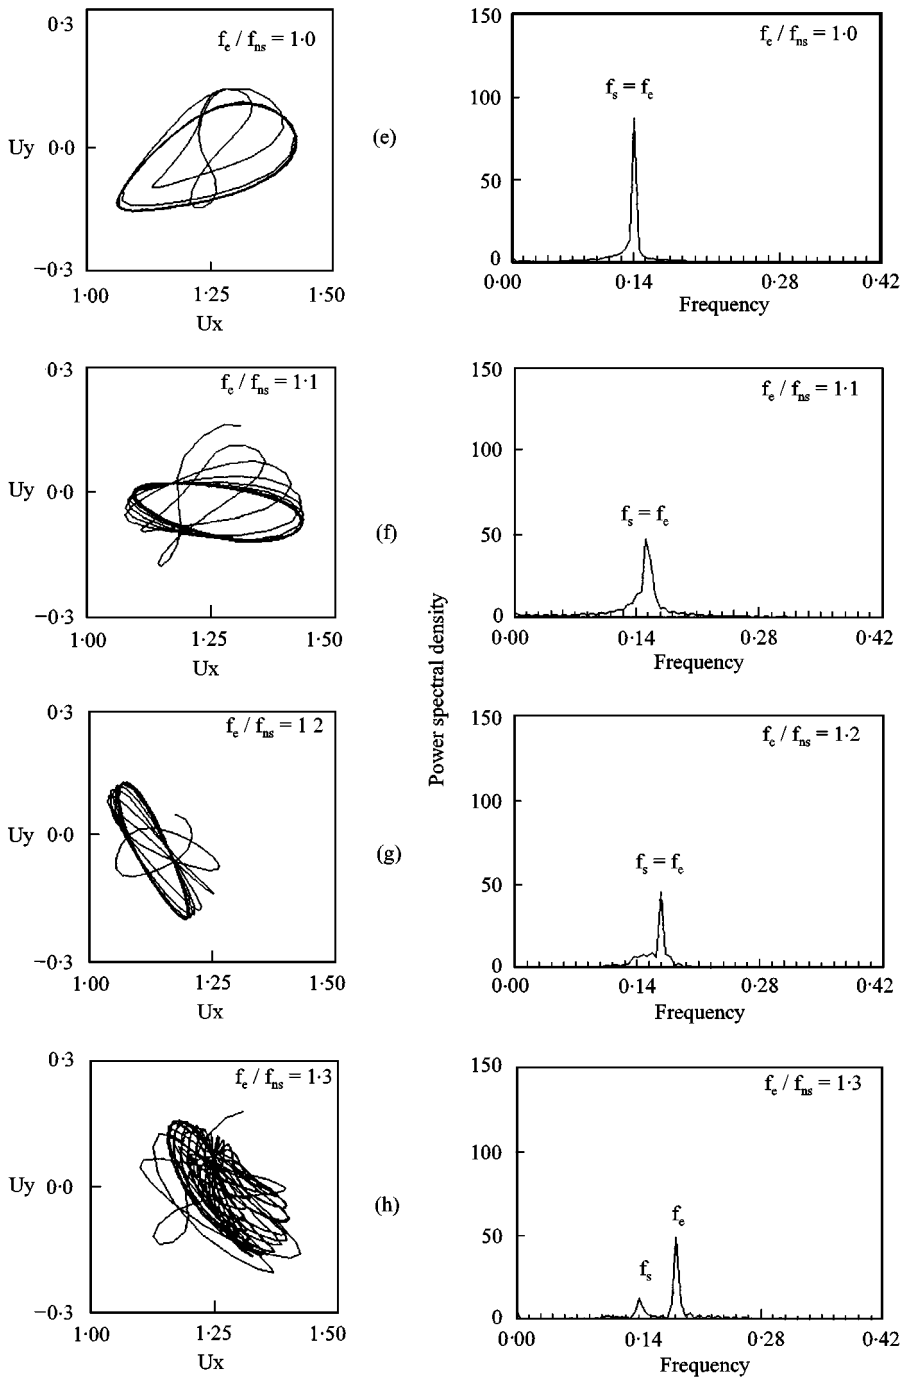 0·3
f_e / f_ns = 1·0
Uy 0·0
−0·3
1·00 1·25 1·50
Ux
(e)
150
f_e / f_ns = 1·0
100
f_s = f_e
50
0
0·00 0·14 0·28 0·42
Frequency
0·3
f_e / f_ns = 1·1
Uy 0·0
−0·3
1·00 1·25 1·50
Ux
(f)
150
f_e / f_ns = 1·1
100
f_s = f_e
50
0
0·00 0·14 0·28 0·42
Frequency
Power spectral density
0·3
f_e / f_ns = 1 2
Uy 0·0
−0·3
1·00 1·25 1·50
Ux
(g)
150
f_e / f_ns = 1·2
100
f_s = f_e
50
0
0·00 0·14 0·28 0·42
Frequency
0·3
f_e / f_ns = 1·3
Uy 0·0
−0·3
1·00 1·25 1·50
Ux
(h)
150
f_e / f_ns = 1·3
100
f_e
50
f_s
0
0·00 0·14 0·28 0·42
Frequency